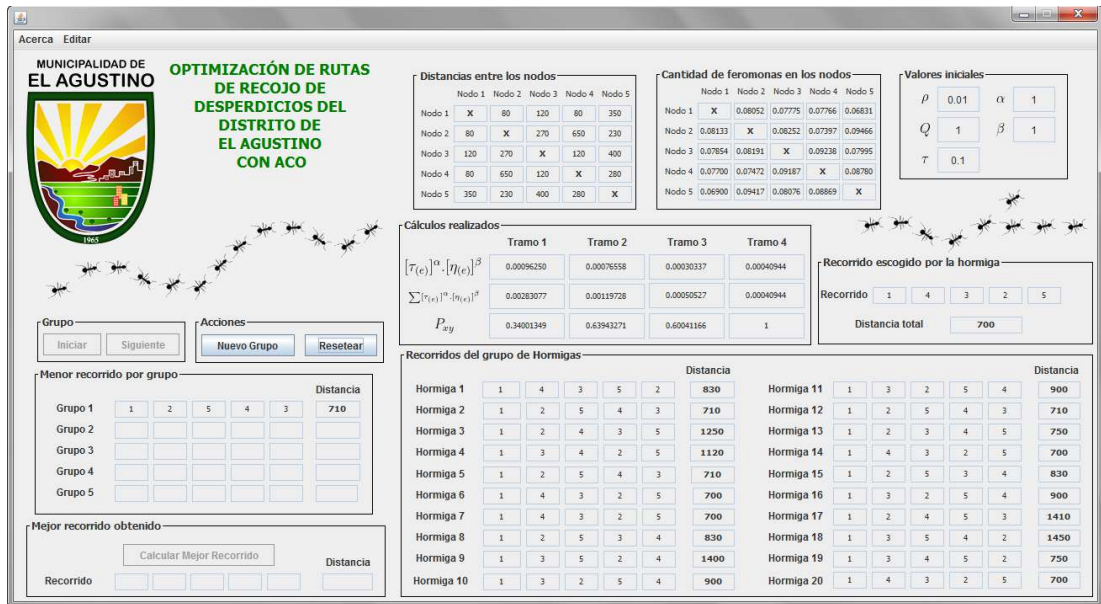 Acerca Editar
MUNICIPALIDAD DE
EL AGUSTINO
1965
OPTIMIZACIÓN DE RUTAS
DE RECOJO DE
DESPERDICIOS DEL
DISTRITO DE
EL AGUSTINO
CON ACO
Distancias entre los nodos
Nodo 1 Nodo 2 Nodo 3 Nodo 4 Nodo 5
Nodo 1 X 80 120 80 350
Nodo 2 80 X 270 650 230
Nodo 3 120 270 X 120 400
Nodo 4 80 650 120 X 280
Nodo 5 350 230 400 280 X
Cantidad de feromonas en los nodos
Nodo 1 Nodo 2 Nodo 3 Nodo 4 Nodo 5
Nodo 1 X 0.08052 0.07775 0.07766 0.06831
Nodo 2 0.08133 X 0.08252 0.07397 0.09466
Nodo 3 0.07854 0.08191 X 0.09238 0.07995
Nodo 4 0.07700 0.07472 0.09187 X 0.08780
Nodo 5 0.06900 0.09417 0.08076 0.08869 X
Valores iniciales
ρ 0.01 α 1
Q 1 β 1
τ 0.1
Cálculos realizados
Tramo 1 Tramo 2 Tramo 3 Tramo 4
[τ(e)]^α.[η(e)]^β 0.00096250 0.00076558 0.00030337 0.00040944
∑[τ(e)]^α.[η(e)]^β 0.00283077 0.00119728 0.00050527 0.00040944
Pxy 0.34001349 0.63943271 0.60041166 1
Recorrido escogido por la hormiga
Recorrido 1 4 3 2 5
Distancia total 700
Grupo
Iniciar Siguiente
Acciones
Nuevo Grupo Resetear
Menor recorrido por grupo
Distancia
Grupo 1 1 2 5 4 3 710
Grupo 2
Grupo 3
Grupo 4
Grupo 5
Mejor recorrido obtenido
Calcular Mejor Recorrido Distancia
Recorrido
Recorridos del grupo de Hormigas
Distancia Distancia
Hormiga 1 1 4 3 5 2 830 Hormiga 11 1 3 2 5 4 900
Hormiga 2 1 2 5 4 3 710 Hormiga 12 1 2 5 4 3 710
Hormiga 3 1 2 4 3 5 1250 Hormiga 13 1 2 3 4 5 750
Hormiga 4 1 3 4 2 5 1120 Hormiga 14 1 4 3 2 5 700
Hormiga 5 1 2 5 4 3 710 Hormiga 15 1 2 5 3 4 830
Hormiga 6 1 4 3 2 5 700 Hormiga 16 1 3 2 5 4 900
Hormiga 7 1 4 3 2 5 700 Hormiga 17 1 2 4 5 3 1410
Hormiga 8 1 2 5 3 4 830 Hormiga 18 1 3 5 4 2 1450
Hormiga 9 1 3 5 2 4 1400 Hormiga 19 1 3 4 5 2 750
Hormiga 10 1 3 2 5 4 900 Hormiga 20 1 4 3 2 5 700